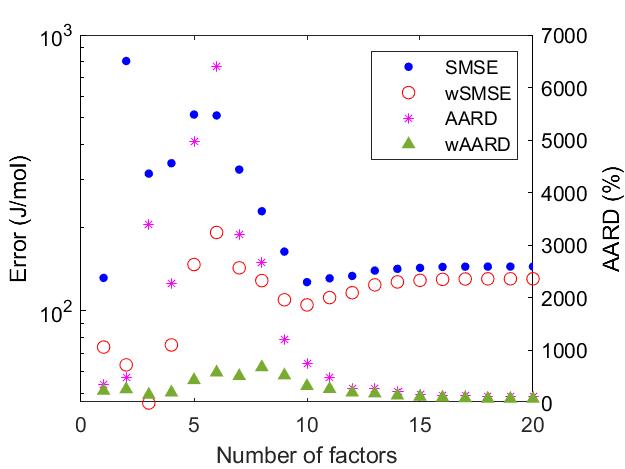 10³
7000
SMSE
wSMSE
AARD
wAARD
6000
5000
4000
3000
10²
2000
1000
0
0
5
10
15
20
Error (J/mol)
AARD (%)
Number of factors